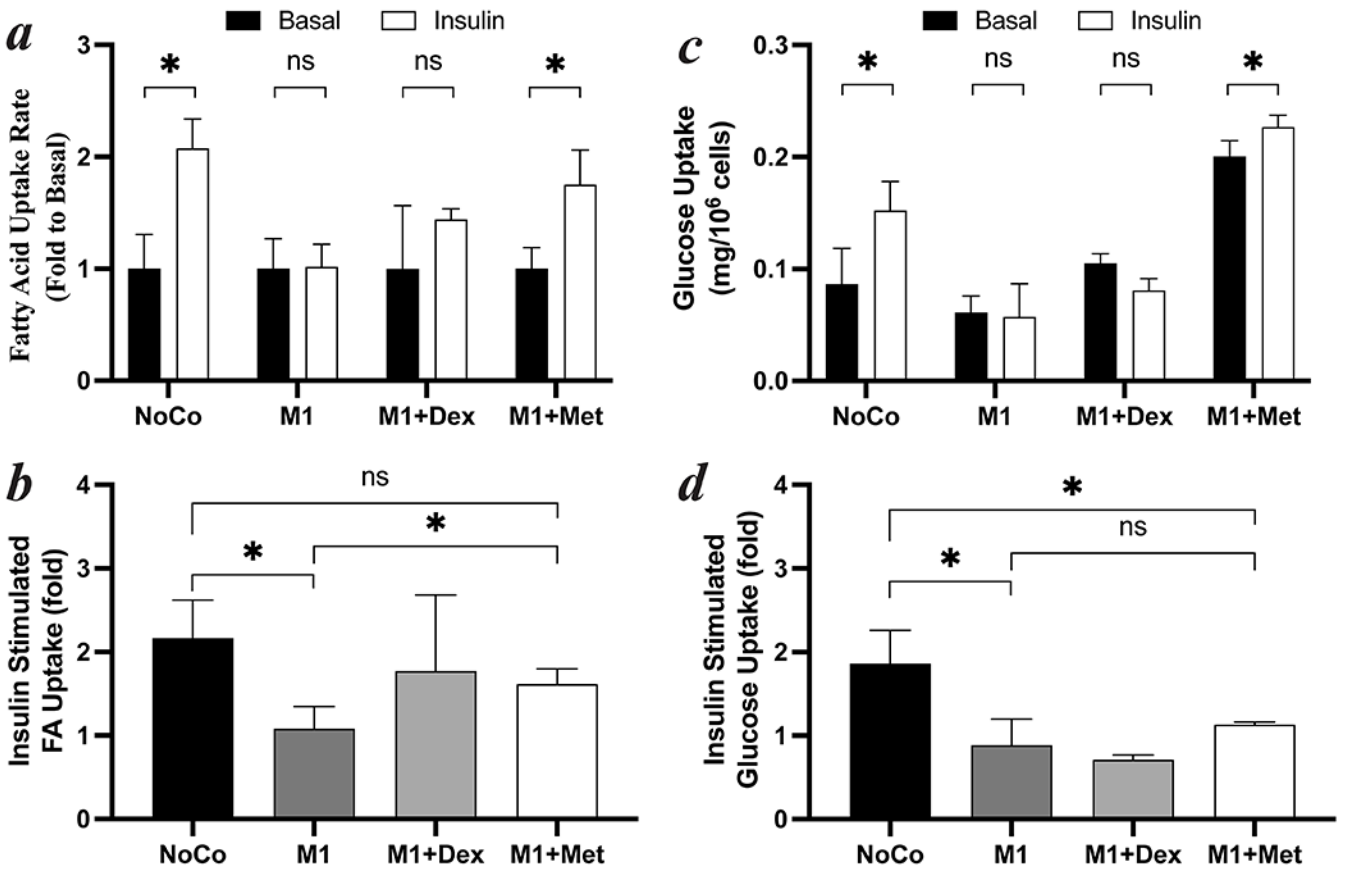 a
Basal Insulin
Fatty Acid Uptake Rate
(Fold to Basal)
3
2
1
0
* ns ns *
NoCo M1 M1+Dex M1+Met
c
Basal Insulin
Glucose Uptake
(mg/10⁶ cells)
0.3
0.2
0.1
0.0
* ns ns *
NoCo M1 M1+Dex M1+Met
b
Insulin Stimulated
FA Uptake (fold)
4
3
2
1
0
ns
*
*
NoCo M1 M1+Dex M1+Met
d
Insulin Stimulated
Glucose Uptake (fold)
4
3
2
1
0
*
ns
*
NoCo M1 M1+Dex M1+Met